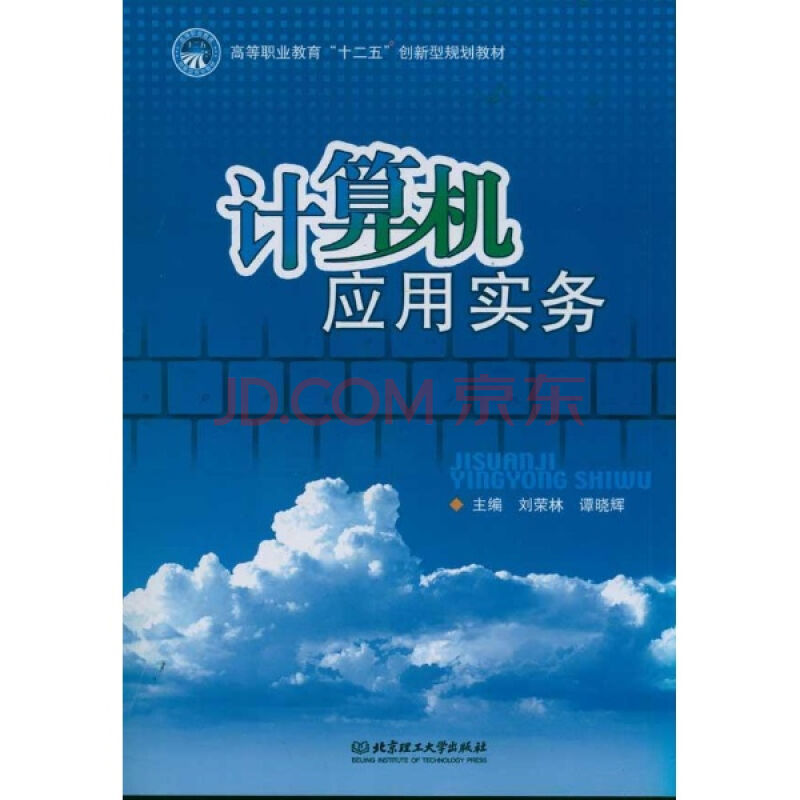 高等职业教育“十二五”创新型规划教材
计算机
应用实务
JD.COM 京东
JISUANJI
YINGYONG SHIWU
主编 刘荣林 谭晓辉
北京理工大学出版社
BEIJING INSTITUTE OF TECHNOLOGY PRESS